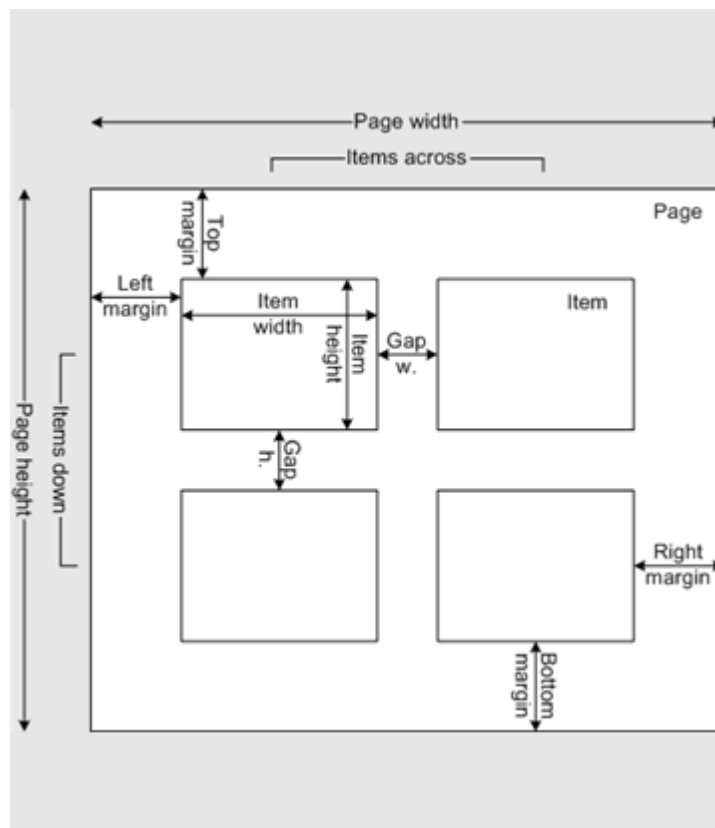 Page width
Items across
Page
Top
margin
Left
margin
Item
width
Item
height
Item
Gap
w.
Items down
Page height
Gap
h.
Right
margin
Bottom
margin